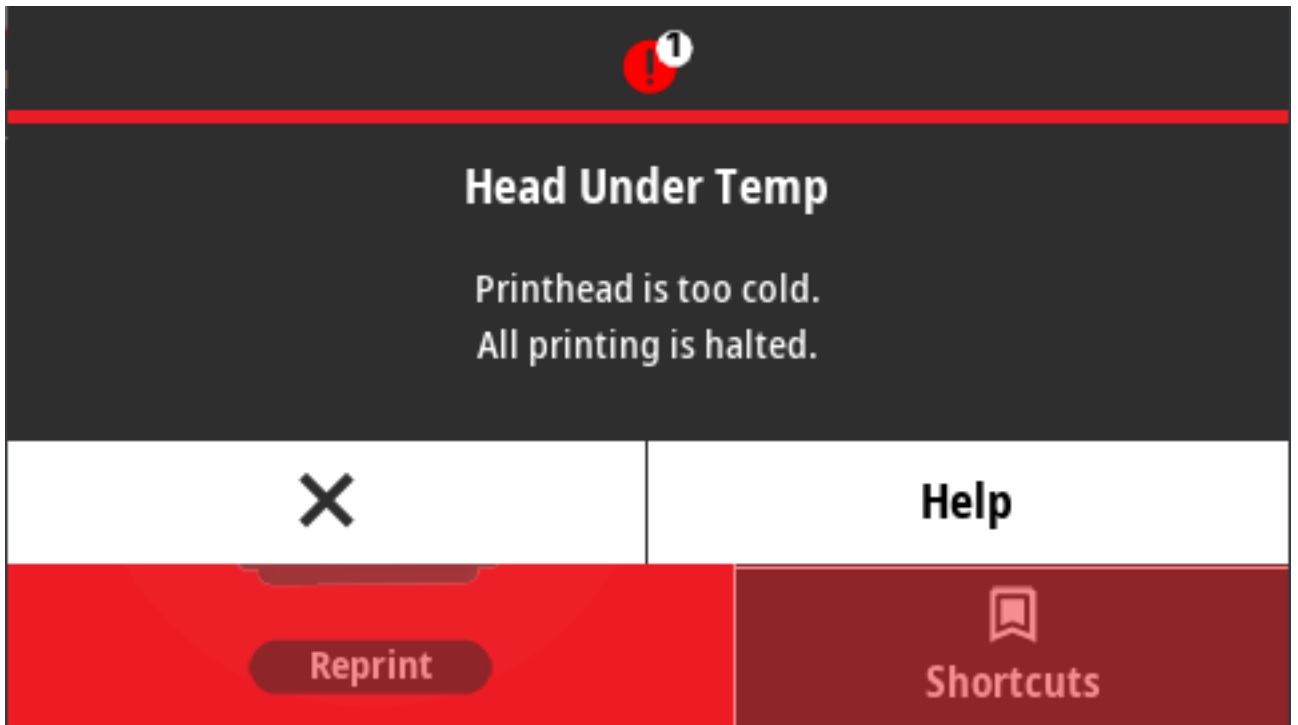 1
Head Under Temp
Printhead is too cold.
All printing is halted.
Help
Reprint
Shortcuts